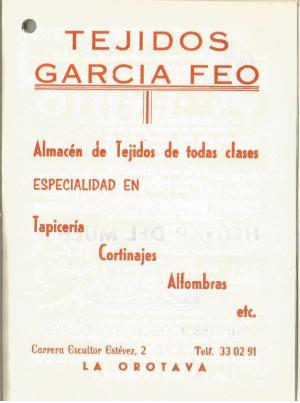 TEJIDOS
GARCIA FEO
Almacén de Tejidos de todas clases
ESPECIALIDAD EN
Tapicería
Cortinajes
Alfombras
etc.
Carrera Escultor Estévez, 2 Telf. 33 02 91
LA OROTAVA